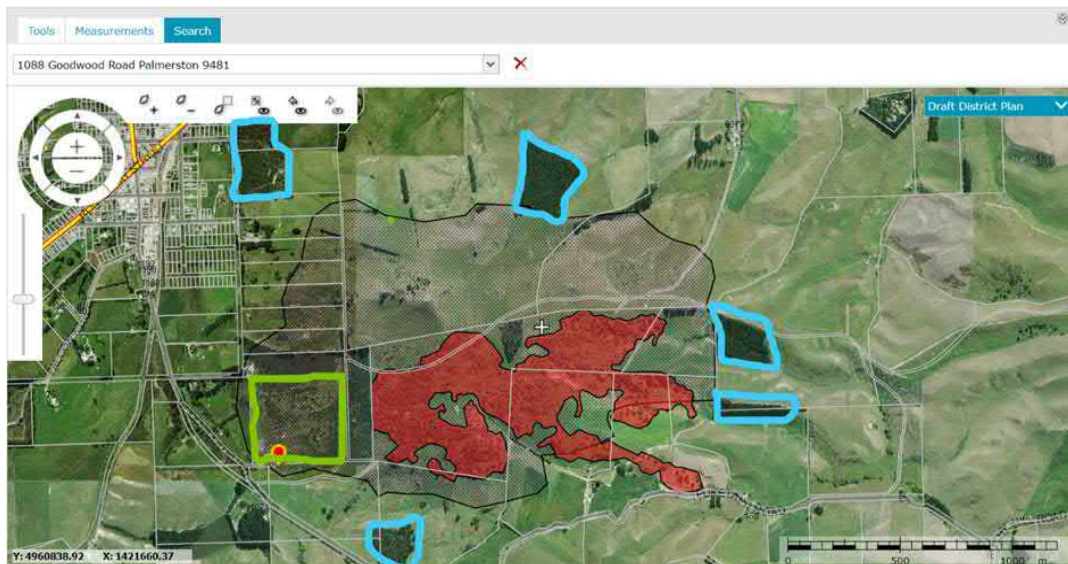 Tools Measurements Search
1088 Goodwood Road Palmerston 9481
Draft District Plan
Y: 4960838.92 X: 1421660.37
0 500 1000 m